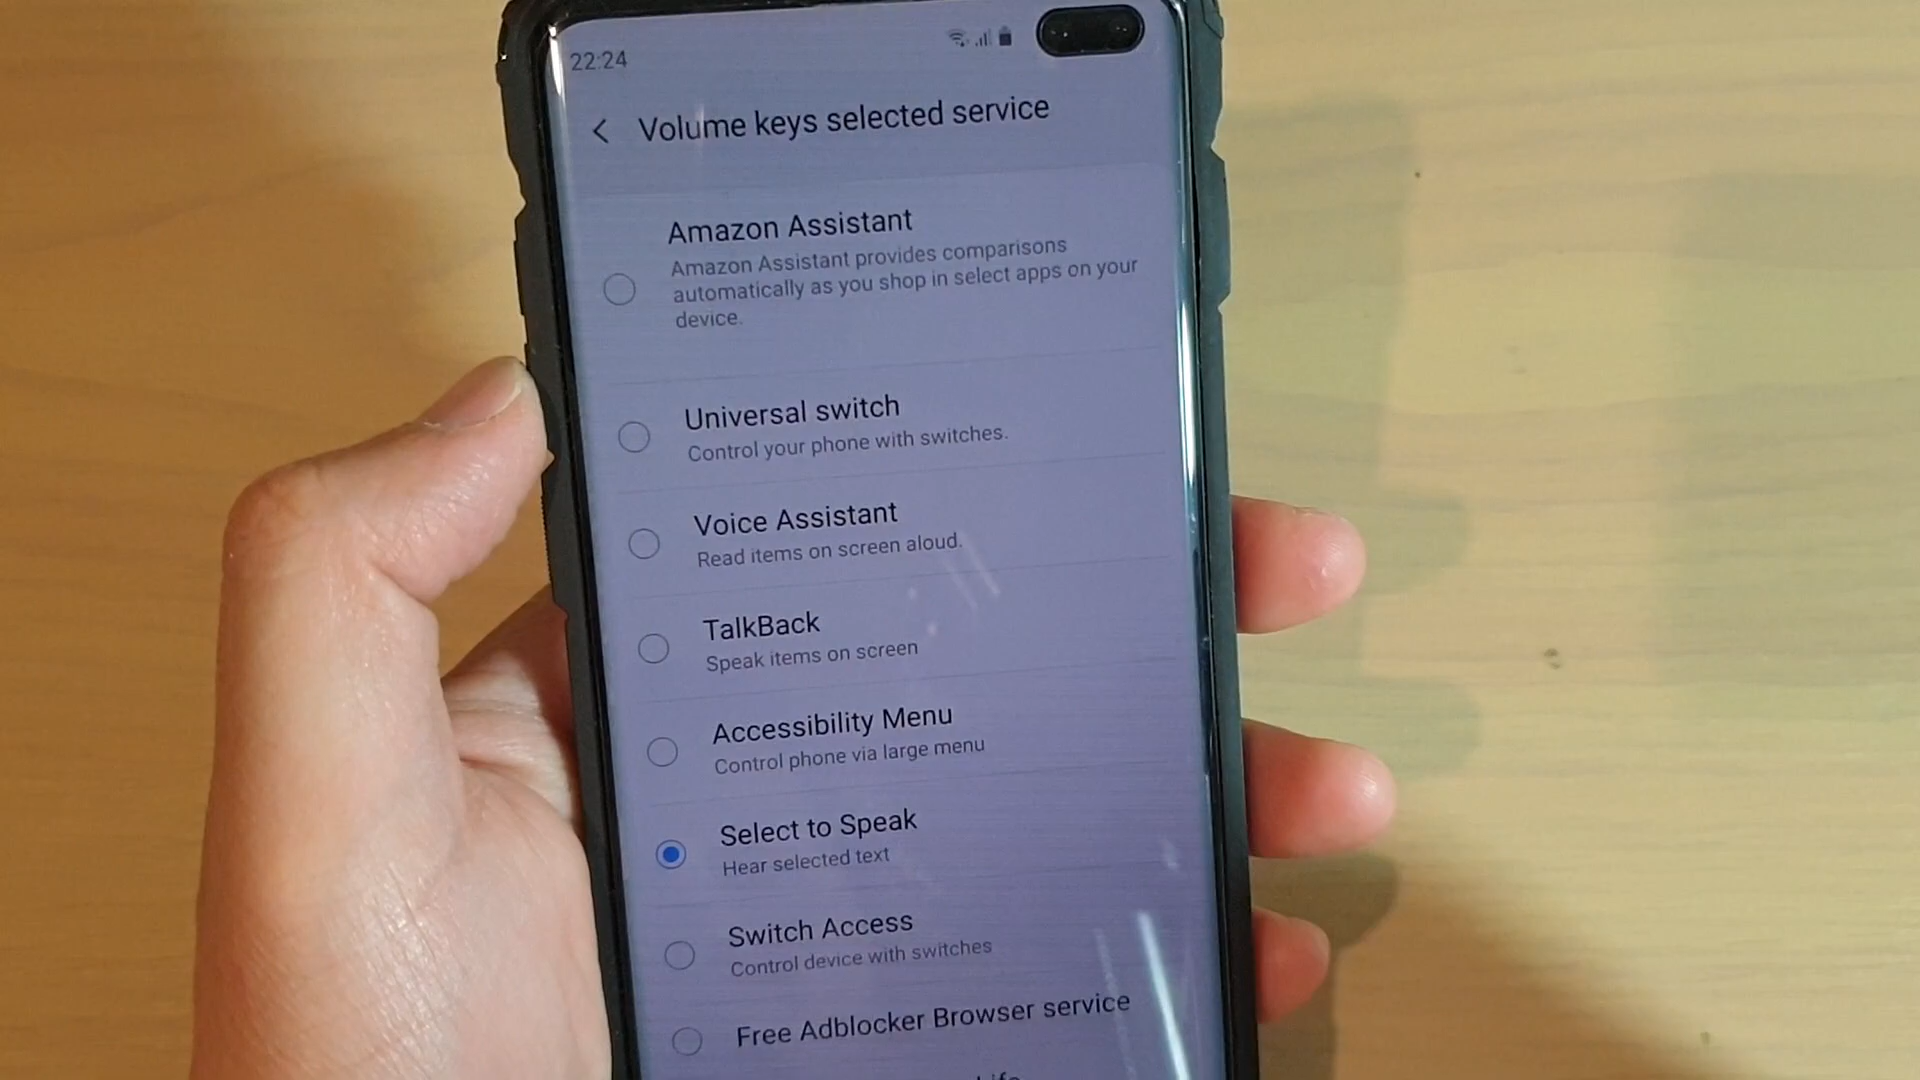 22:24
Volume keys selected service
Amazon Assistant
Amazon Assistant provides comparisons
automatically as you shop in select apps on your
device.
Universal switch
Control your phone with switches.
Voice Assistant
Read items on screen aloud.
TalkBack
Speak items on screen
Accessibility Menu
Control phone via large menu
Select to Speak
Hear selected text
Switch Access
Control device with switches
Free Adblocker Browser service